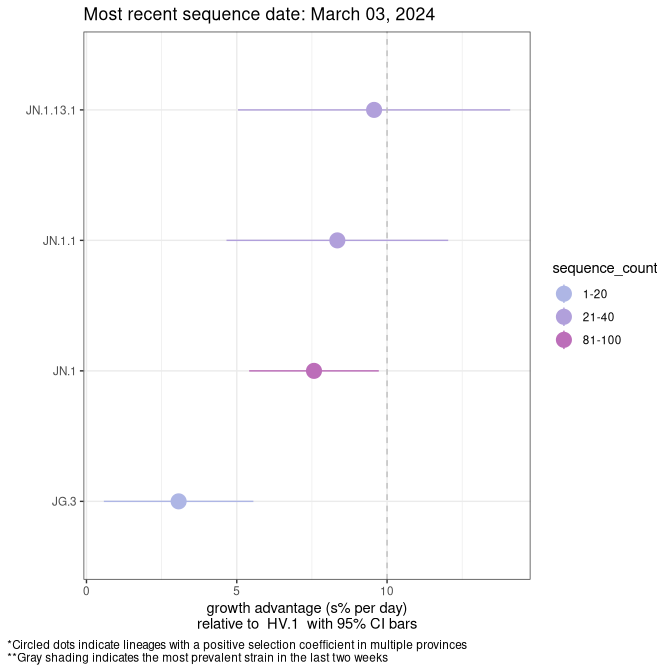 Most recent sequence date: March 03, 2024
JN.1.13.1
JN.1.1
JN.1
JG.3
0
5
10
growth advantage (s% per day)
relative to  HV.1  with 95% CI bars
sequence_count
1-20
21-40
81-100
*Circled dots indicate lineages with a positive selection coefficient in multiple provinces
**Gray shading indicates the most prevalent strain in the last two weeks